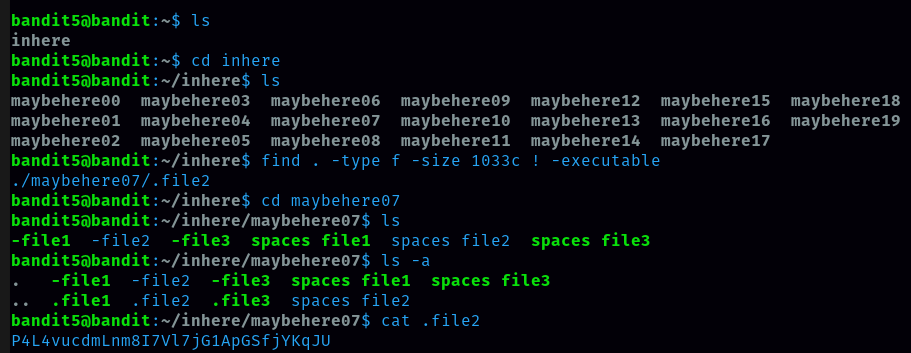 bandit5@bandit:~$ ls
inhere
bandit5@bandit:~$ cd inhere
bandit5@bandit:~/inhere$ ls
maybehere00  maybehere03  maybehere06  maybehere09  maybehere12  maybehere15  maybehere18
maybehere01  maybehere04  maybehere07  maybehere10  maybehere13  maybehere16  maybehere19
maybehere02  maybehere05  maybehere08  maybehere11  maybehere14  maybehere17
bandit5@bandit:~/inhere$ find . -type f -size 1033c ! -executable
./maybehere07/.file2
bandit5@bandit:~/inhere$ cd maybehere07
bandit5@bandit:~/inhere/maybehere07$ ls
-file1  -file2  -file3  spaces file1  spaces file2  spaces file3
bandit5@bandit:~/inhere/maybehere07$ ls -a
.   -file1  -file2  -file3  spaces file1  spaces file3
..  .file1  .file2  .file3  spaces file2
bandit5@bandit:~/inhere/maybehere07$ cat .file2
P4L4vucdmLnm8I7Vl7jG1ApGSfjYKqJU